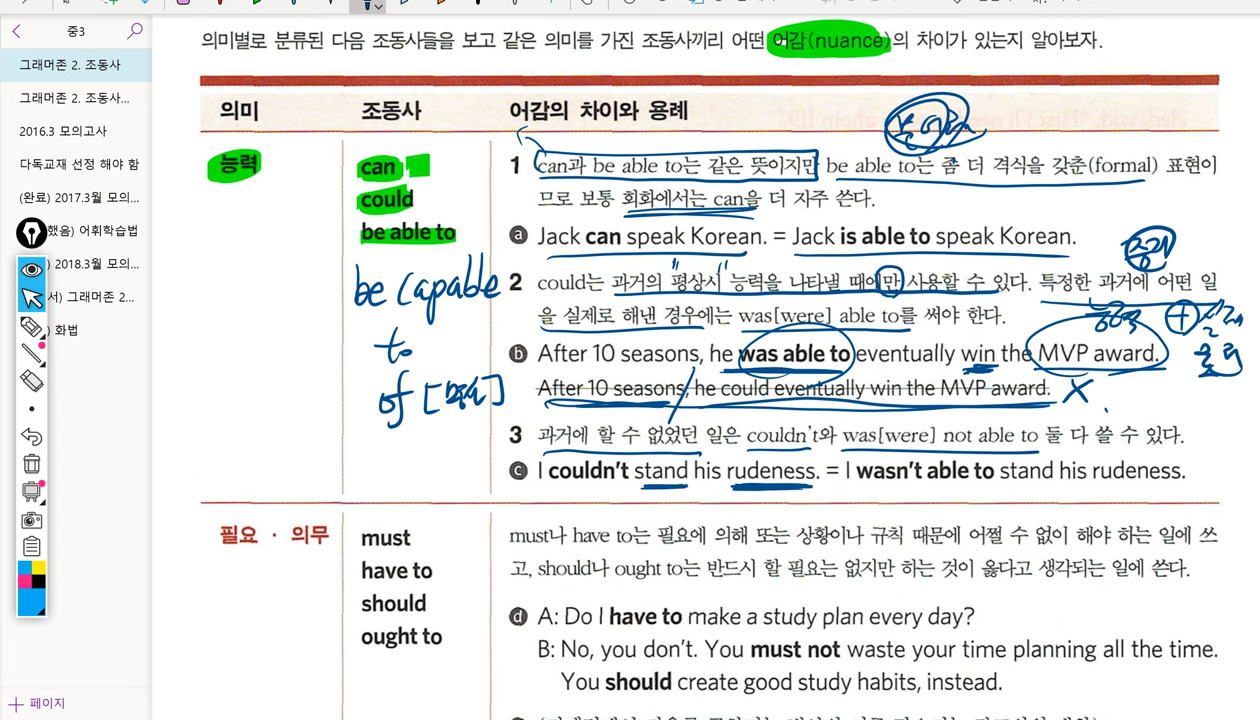 중3
그래머존 2. 조동사
그래머존 2. 조동사...
2016.3 모의고사
다독교재 선정 해야 함
(완료) 2017.3월 모의...
했음) 어휘학습법
) 2018.3월 모의...
서) 그래머존 2...
) 화법
페이지
의미별로 분류된 다음 조동사들을 보고 같은 의미를 가진 조동사끼리 어떤 어감(nuance)의 차이가 있는지 알아보자.
의미 조동사 어감의 차이와 용례
능력
can
could
be able to
be capable
to
of [명사]
1 can과 be able to는 같은 뜻이지만 be able to는 좀 더 격식을 갖춘(formal) 표현이
므로 보통 회화에서는 can을 더 자주 쓴다.
ⓐ Jack can speak Korean. = Jack is able to speak Korean.
2 could는 과거의 "평상시" 능력을 나타낼 때에만 사용할 수 있다. 특정한 과거에 어떤 일
을 실제로 해낸 경우에는 was[were] able to를 써야 한다.
ⓑ After 10 seasons, he was able to eventually win the MVP award.
After 10 seasons, he could eventually win the MVP award. X
3 과거에 할 수 없었던 일은 couldn't와 was[were] not able to 둘 다 쓸 수 있다.
ⓒ I couldn't stand his rudeness. = I wasn't able to stand his rudeness.
필요 · 의무
must
have to
should
ought to
must나 have to는 필요에 의해 또는 상황이나 규칙 때문에 어쩔 수 없이 해야 하는 일에 쓰
고, should나 ought to는 반드시 할 필요는 없지만 하는 것이 옳다고 생각되는 일에 쓴다.
ⓓ A: Do I have to make a study plan every day?
B: No, you don't. You must not waste your time planning all the time.
You should create good study habits, instead.